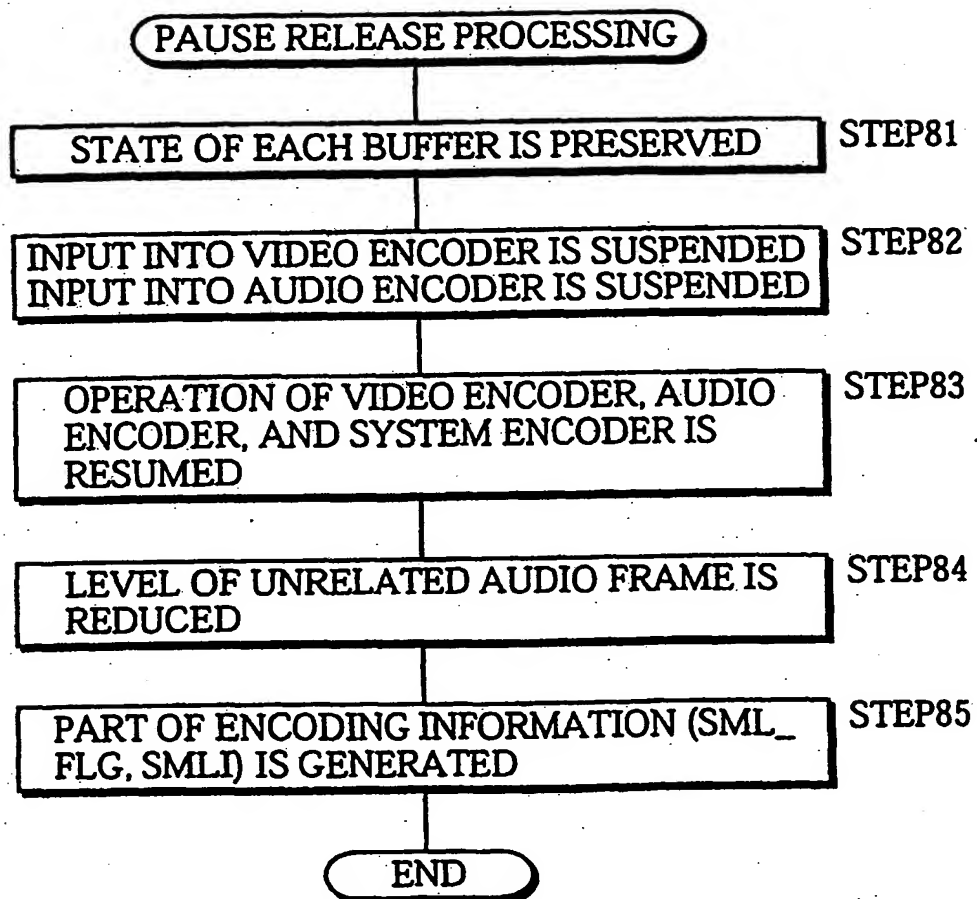 PAUSE RELEASE PROCESSING
STATE OF EACH BUFFER IS PRESERVED
STEP81
INPUT INTO VIDEO ENCODER IS SUSPENDED
INPUT INTO AUDIO ENCODER IS SUSPENDED
STEP82
OPERATION OF VIDEO ENCODER, AUDIO
ENCODER, AND SYSTEM ENCODER IS
RESUMED
STEP83
LEVEL OF UNRELATED AUDIO FRAME IS
REDUCED
STEP84
PART OF ENCODING INFORMATION (SML_
FLG, SMLI) IS GENERATED
STEP85
END